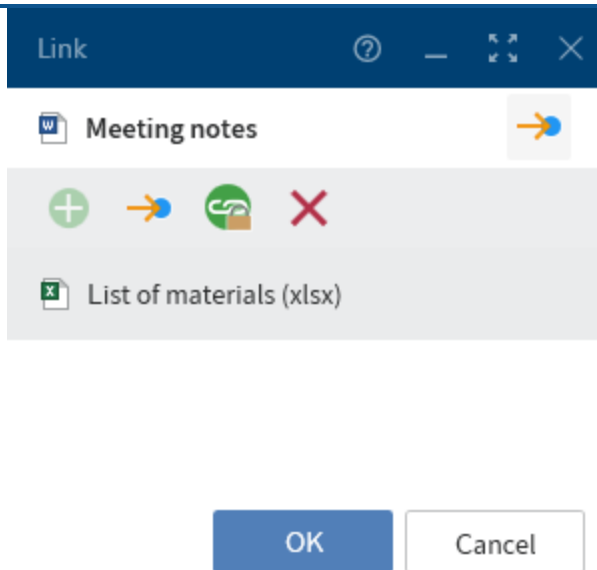 Link
Meeting notes
List of materials (xlsx)
OK
Cancel